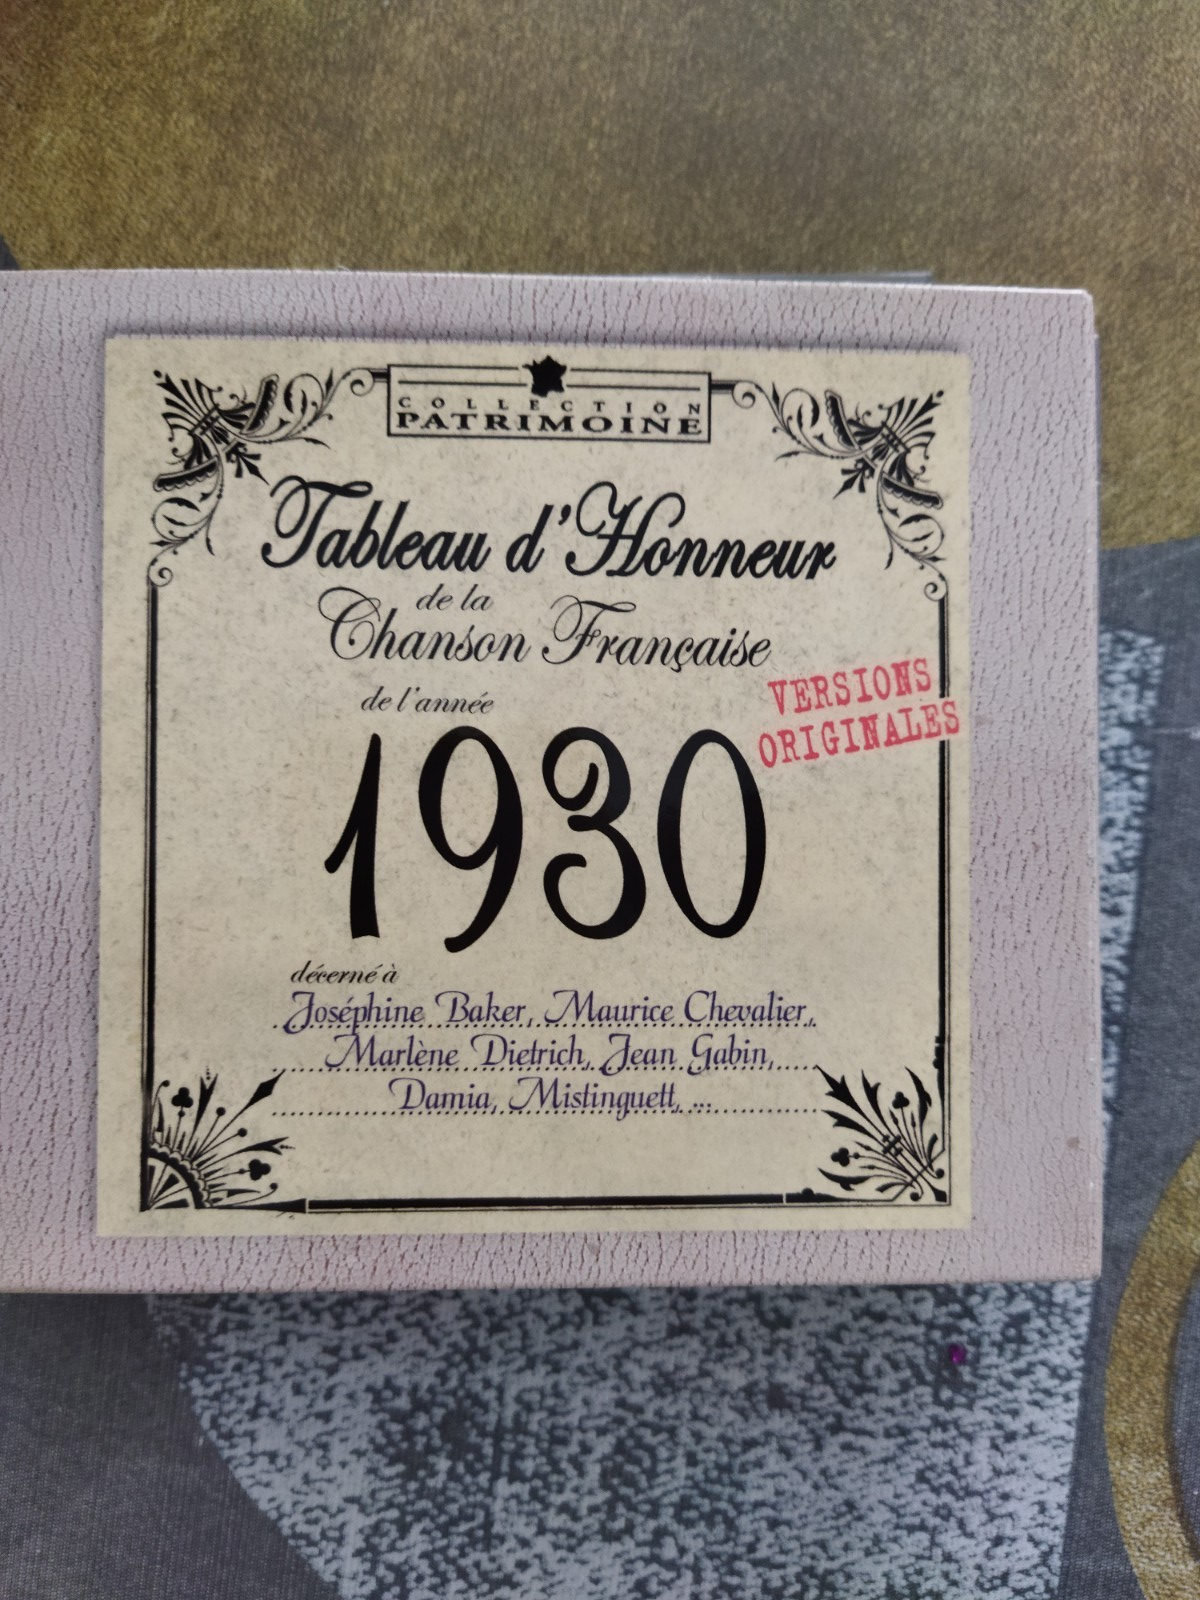 COLLECTION
PATRIMOINE
Tableau d'Honneur
de la
Chanson Française
de l'année
VERSIONS
ORIGINALES
1930
décerné à
Joséphine Baker, Maurice Chevalier,
Marlène Dietrich, Jean Gabin,
Damia, Mistinguett, ...